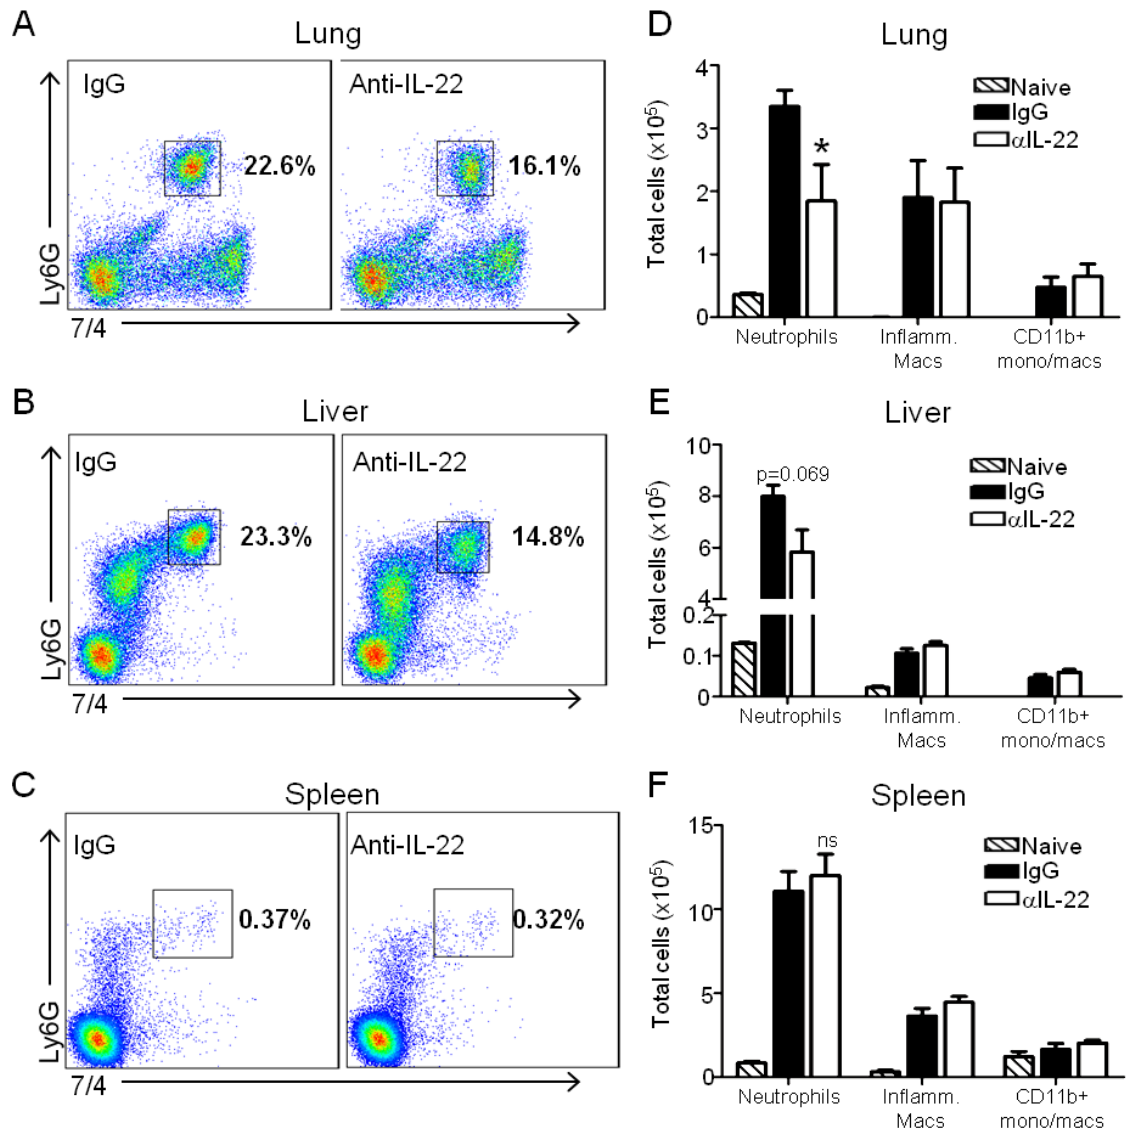 A
Lung
IgG
Anti-IL-22
22.6%
16.1%
Ly6G
7/4
B
Liver
IgG
Anti-IL-22
23.3%
14.8%
Ly6G
7/4
C
Spleen
IgG
Anti-IL-22
0.37%
0.32%
Ly6G
7/4
D
Lung
Total cells (x10⁵)
4
3
2
1
0
Naive
IgG
αIL-22
*
Neutrophils
Inflamm.
Macs
CD11b+
mono/macs
E
Liver
Total cells (x10⁵)
10
8
6
4
0.2
0.1
0
p=0.069
Naive
IgG
αIL-22
Neutrophils
Inflamm.
Macs
CD11b+
mono/macs
F
Spleen
Total cells (x10⁵)
15
10
5
0
ns
Naive
IgG
αIL-22
Neutrophils
Inflamm.
Macs
CD11b+
mono/macs